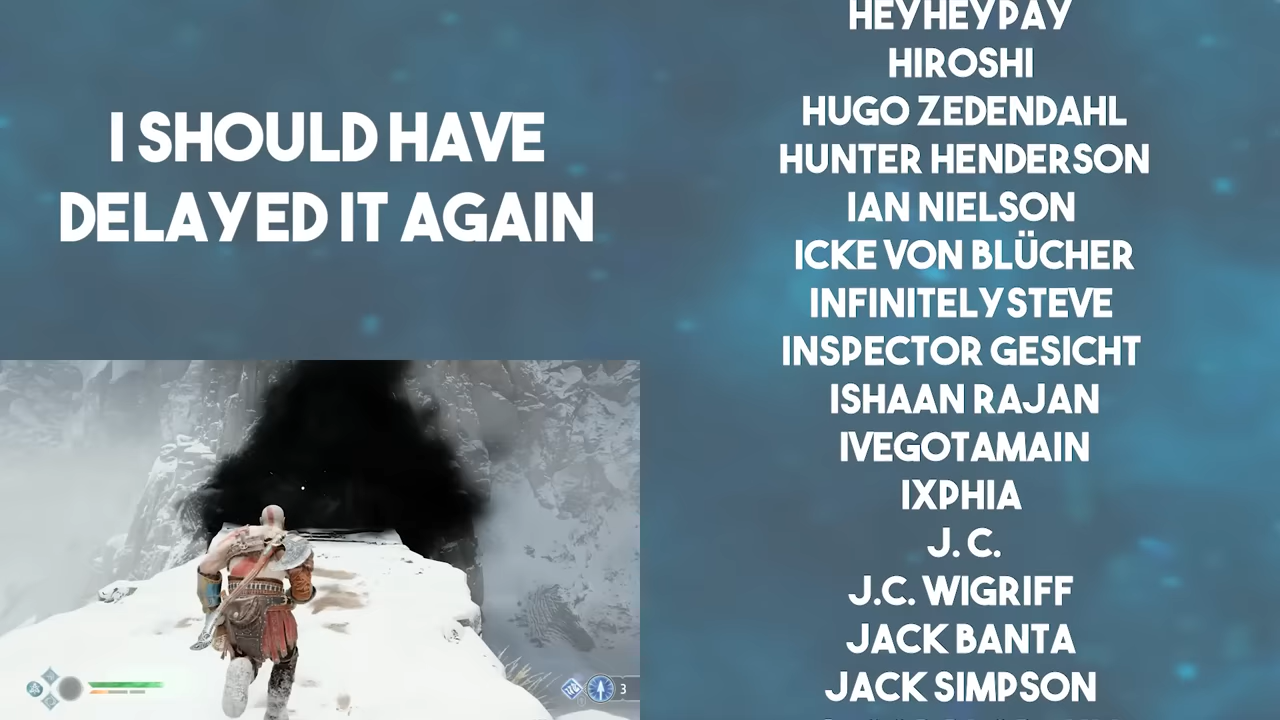 I SHOULD HAVE
DELAYED IT AGAIN
3
HEYHEYPAY
HIROSHI
HUGO ZEDENDAHL
HUNTER HENDERSON
IAN NIELSON
ICKE VON BLÜCHER
INFINITELYSTEVE
INSPECTOR GESICHT
ISHAAN RAJAN
IVEGOTAMAIN
IXPHIA
J. C.
J.C. WIGRIFF
JACK BANTA
JACK SIMPSON